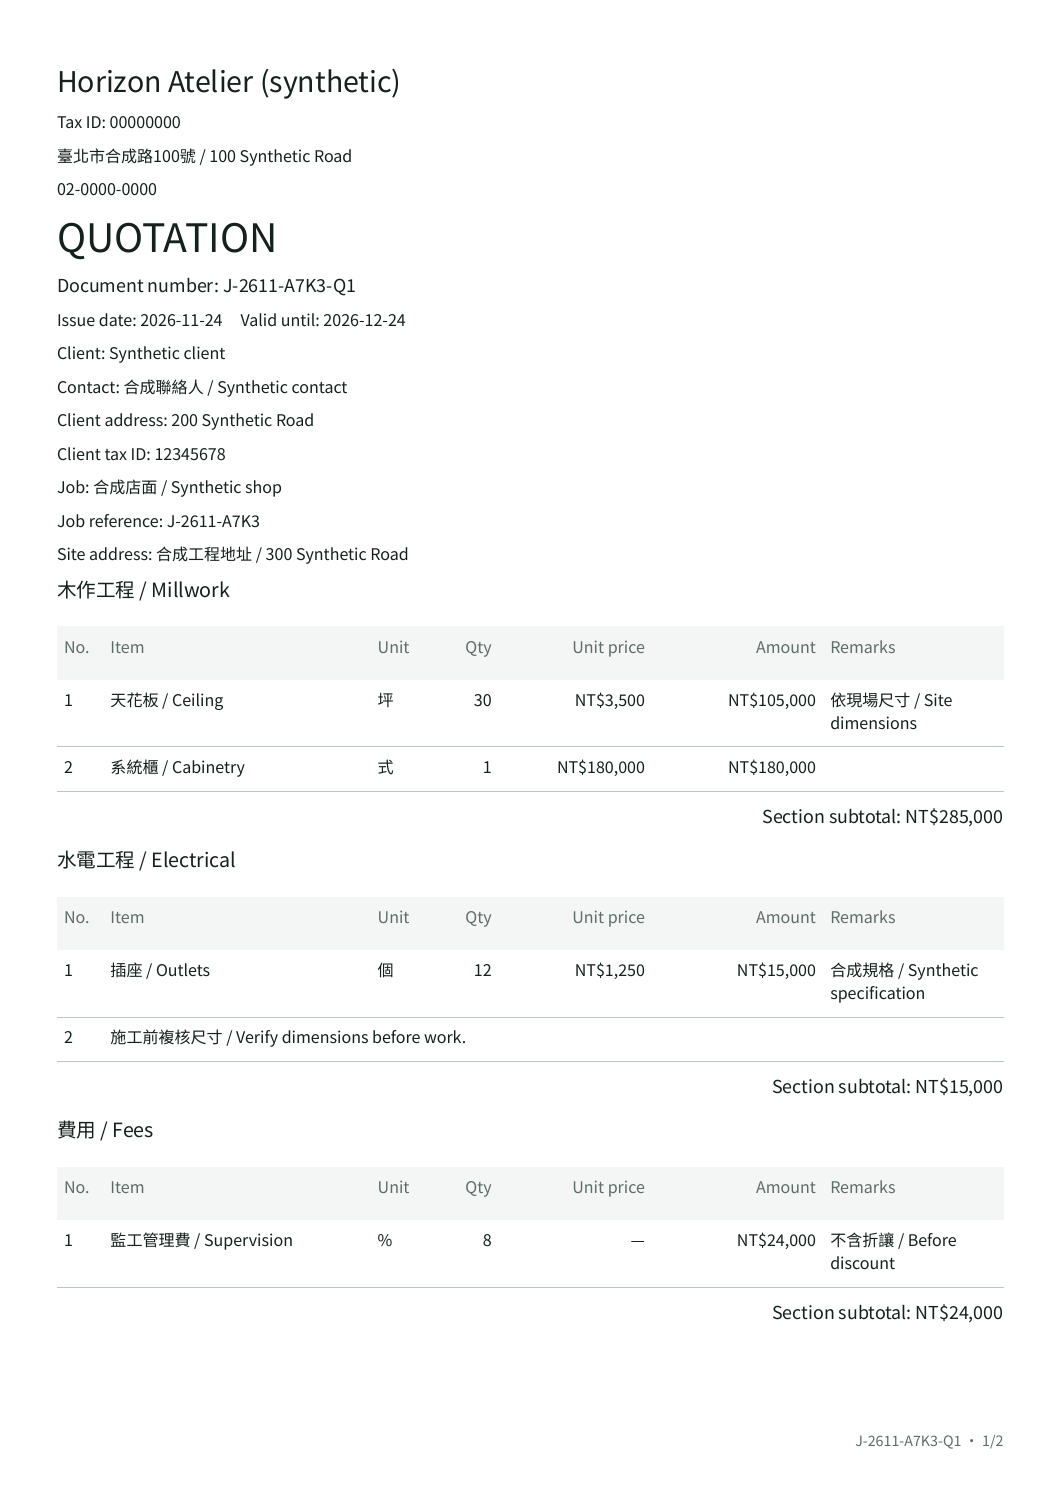 Horizon Atelier (synthetic)
Tax ID: 00000000
臺北市合成路100號 / 100 Synthetic Road
02-0000-0000
QUOTATION
Document number: J-2611-A7K3-Q1
Issue date: 2026-11-24 Valid until: 2026-12-24
Client: Synthetic client
Contact: 合成聯絡人 / Synthetic contact
Client address: 200 Synthetic Road
Client tax ID: 12345678
Job: 合成店面 / Synthetic shop
Job reference: J-2611-A7K3
Site address: 合成工程地址 / 300 Synthetic Road
木作工程 / Millwork
No. Item Unit Qty Unit price Amount Remarks
1 天花板 / Ceiling 坪 30 NT$3,500 NT$105,000 依現場尺寸 / Site
dimensions
2 系統櫃 / Cabinetry 式 1 NT$180,000 NT$180,000
Section subtotal: NT$285,000
水電工程 / Electrical
No. Item Unit Qty Unit price Amount Remarks
1 插座 / Outlets 個 12 NT$1,250 NT$15,000 合成規格 / Synthetic
specification
2 施工前複核尺寸 / Verify dimensions before work.
Section subtotal: NT$15,000
費用 / Fees
No. Item Unit Qty Unit price Amount Remarks
1 監工管理費 / Supervision % 8 — NT$24,000 不含折讓 / Before
discount
Section subtotal: NT$24,000
J-2611-A7K3-Q1 · 1/2